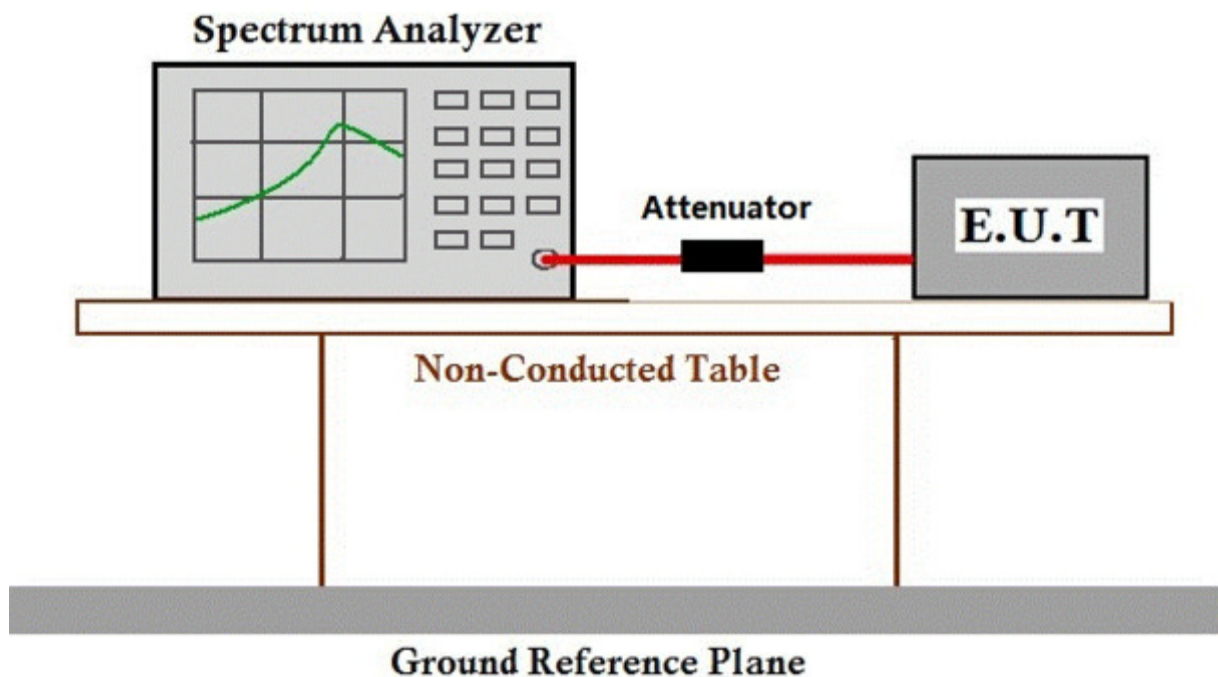 Spectrum Analyzer
Attenuator
E.U.T
Non-Conducted Table
Ground Reference Plane